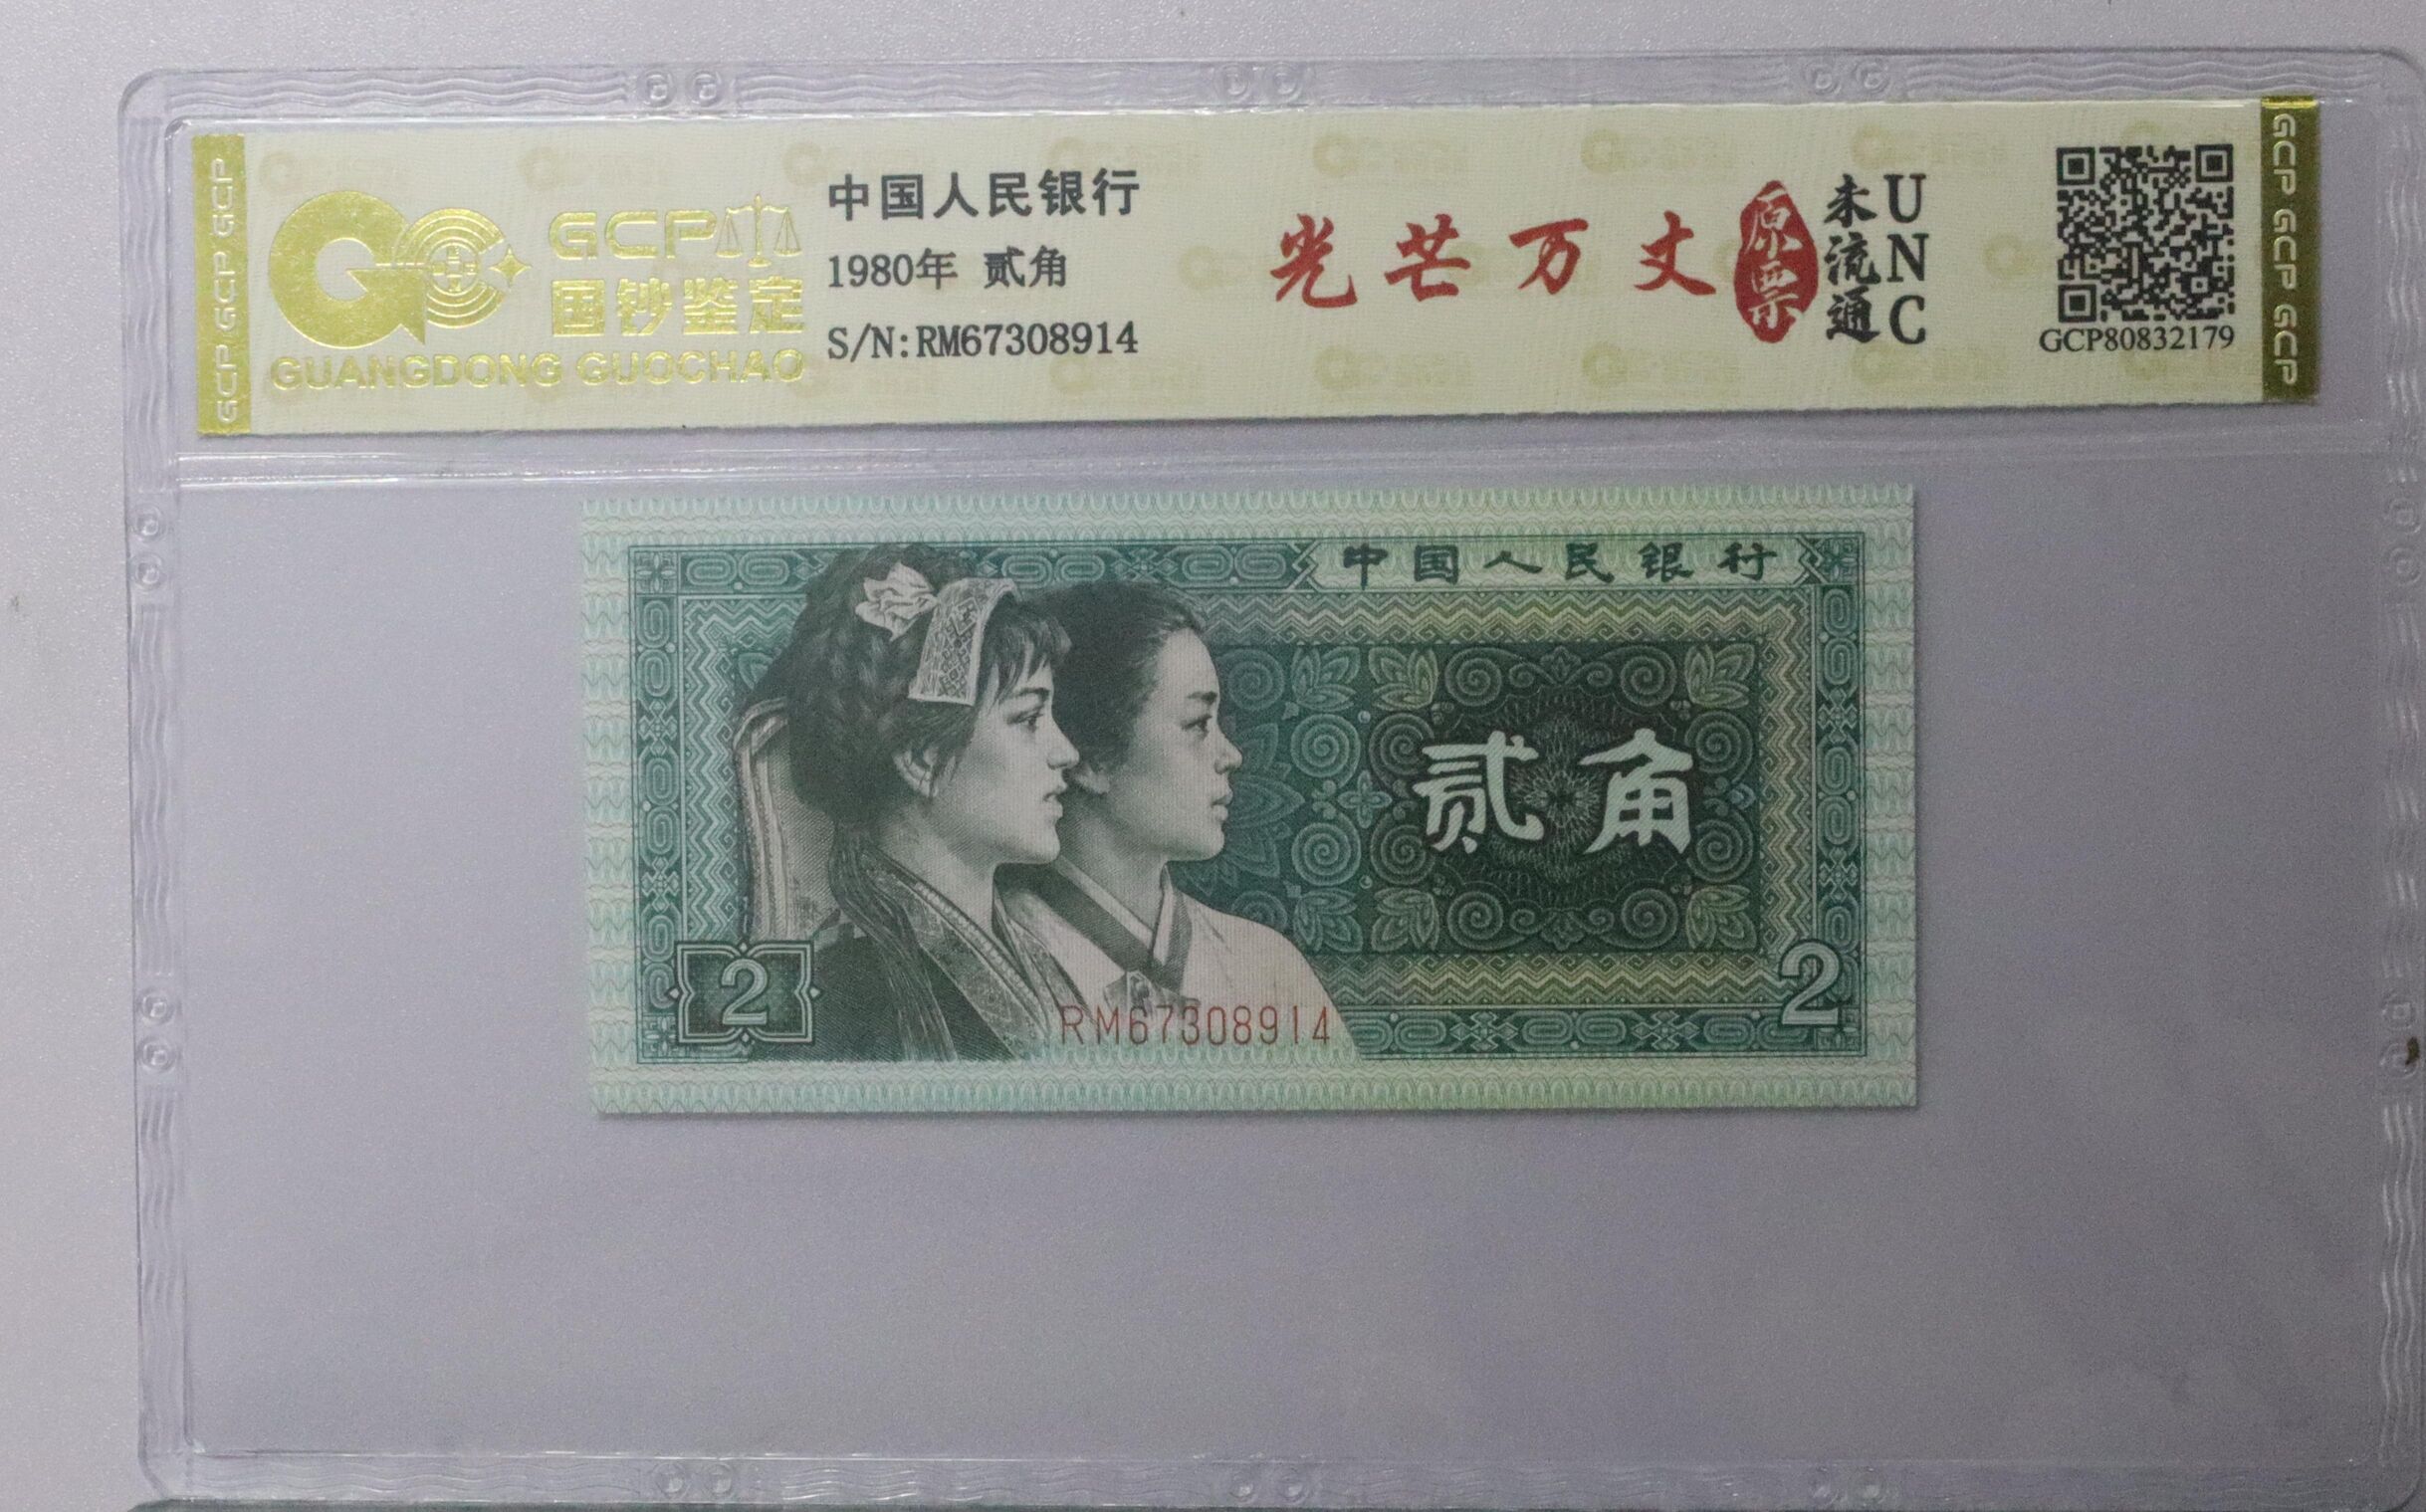 GCP GCP GCP
GCP
国钞鉴定
GUANGDONG GUOCHAO
中国人民银行
1980年 贰角
S/N:RM67308914
光芒万丈
原票
未流通
UNC
GCP80832179
GCP GCP GCP
中国人民银行
贰角
2
RM67308914
2